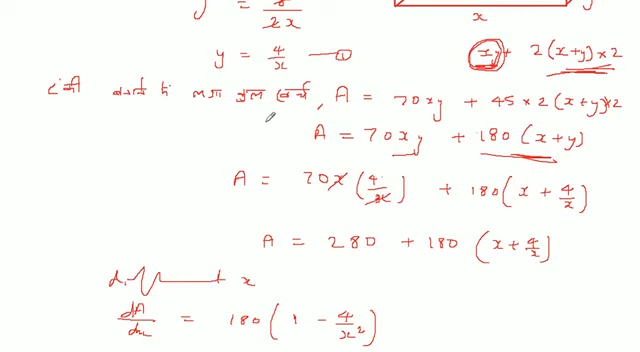 y = 8/2x
x
y = 4/x —— ①
xy + 2(x+y)×2
टंकी बनाने में लगा कुल खर्च, A = 70xy + 45×2(x+y)×2
A = 70xy + 180(x+y)
A = 70x(4/x) + 180(x + 4/x)
A = 280 + 180(x+4/x)
x
dA/dx = 180(1 - 4/x²)